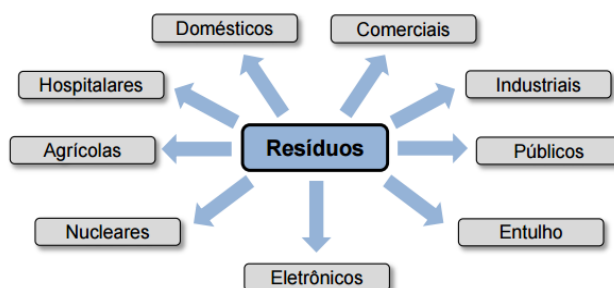 Domésticos
Comerciais
Hospitalares
Industriais
Resíduos
Agrícolas
Públicos
Nucleares
Entulho
Eletrônicos